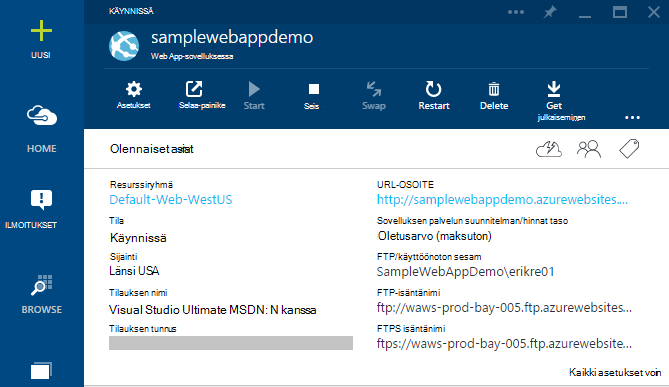 KÄYNNISSÄ
samplewebappdemo
Web App-sovelluksessa
UUSI
Asetukset
Selaa-painike
Start
Seis
Swap
Restart
Delete
Get julkaiseminen
HOME
Olennaiset
ILMOITUKSET
BROWSE
Resurssiryhmä
Default-Web-WestUS
Tila
Käynnissä
Sijainti
Länsi USA
Tilauksen nimi
Visual Studio Ultimate MSDN: N kanssa
Tilauksen tunnus
URL-OSOITE
http://samplewebappdemo.azurewebsites....
Sovelluksen palvelun suunnitelman/hinnat taso
Oletusarvo (maksuton)
FTP/käyttöönoton sesam
SampleWebAppDemo\erikre01
FTP-isäntänimi
ftp://waws-prod-bay-005.ftp.azurewebsites...
FTPS isäntänimi
ftps://waws-prod-bay-005.ftp.azurewebsites...
Kaikki asetukset voin